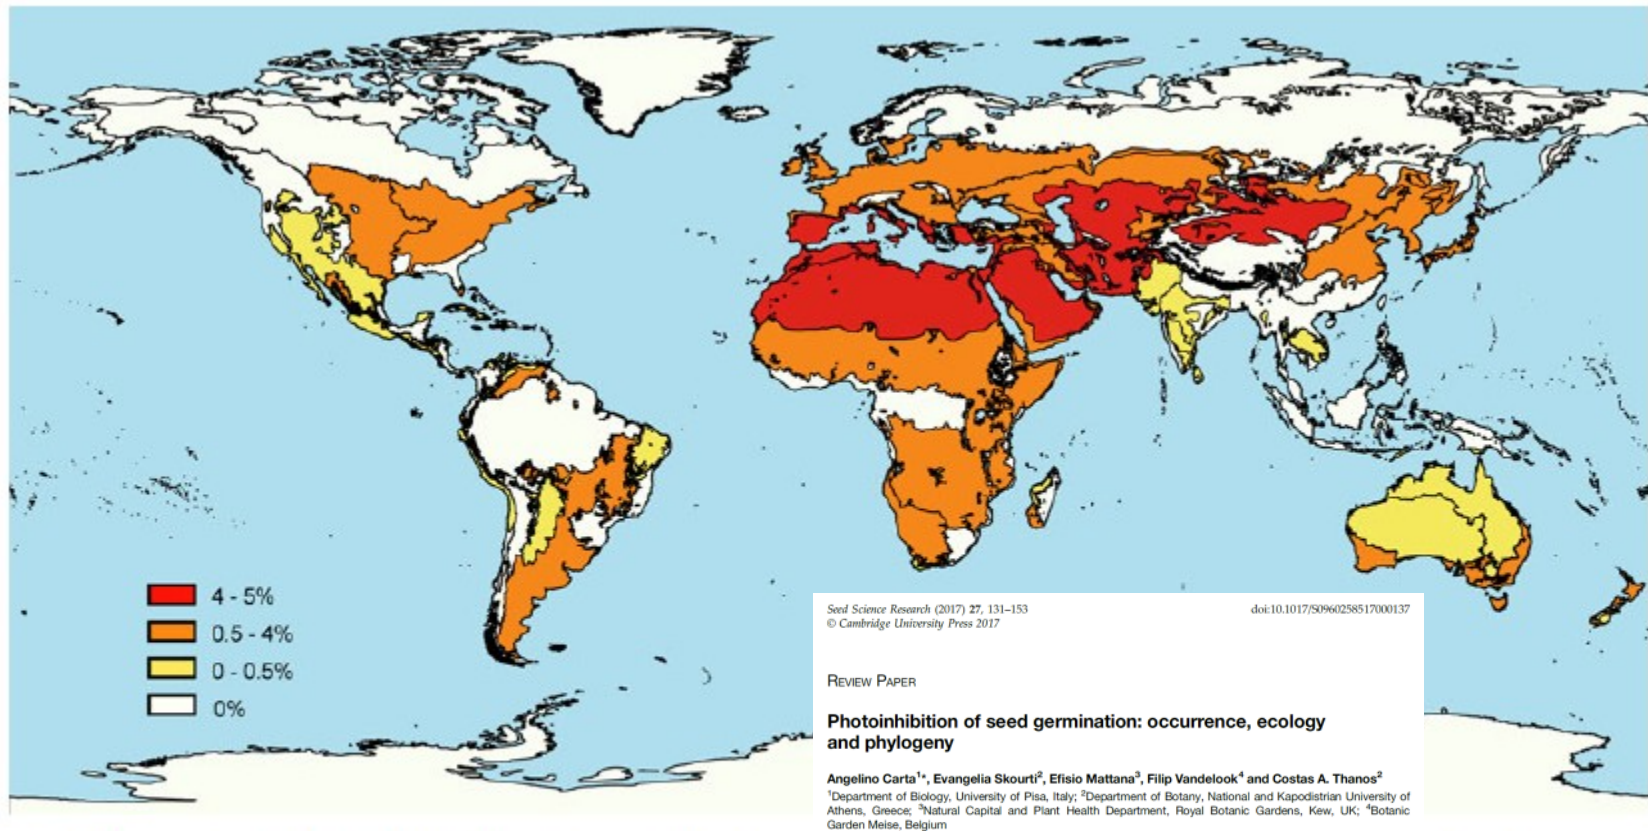 4 - 5%
0.5 - 4%
0 - 0.5%
0%
Seed Science Research (2017) 27, 131–153 doi:10.1017/S0960258517000137
© Cambridge University Press 2017
REVIEW PAPER
Photoinhibition of seed germination: occurrence, ecology
and phylogeny
Angelino Carta1*, Evangelia Skourti2, Efisio Mattana3, Filip Vandelook4 and Costas A. Thanos2
1Department of Biology, University of Pisa, Italy; 2Department of Botany, National and Kapodistrian University of
Athens, Greece; 3Natural Capital and Plant Health Department, Royal Botanic Gardens, Kew, UK; 4Botanic
Garden Meise, Belgium